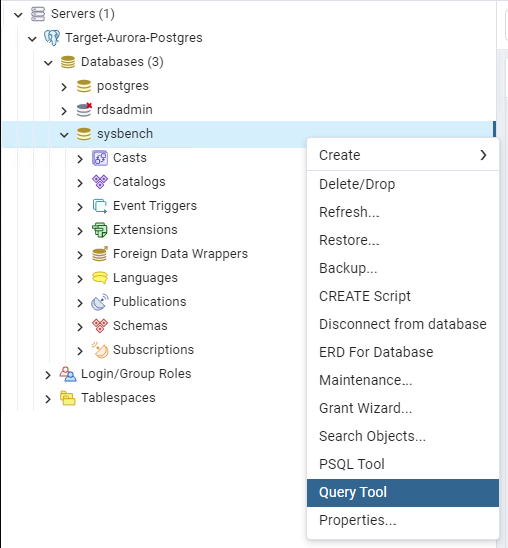 Servers (1)
Target-Aurora-Postgres
Databases (3)
postgres
rdsadmin
sysbench
Casts
Catalogs
Event Triggers
Extensions
Foreign Data Wrappers
Languages
Publications
Schemas
Subscriptions
Login/Group Roles
Tablespaces
Create
Delete/Drop
Refresh...
Restore...
Backup...
CREATE Script
Disconnect from database
ERD For Database
Maintenance...
Grant Wizard...
Search Objects...
PSQL Tool
Query Tool
Properties...